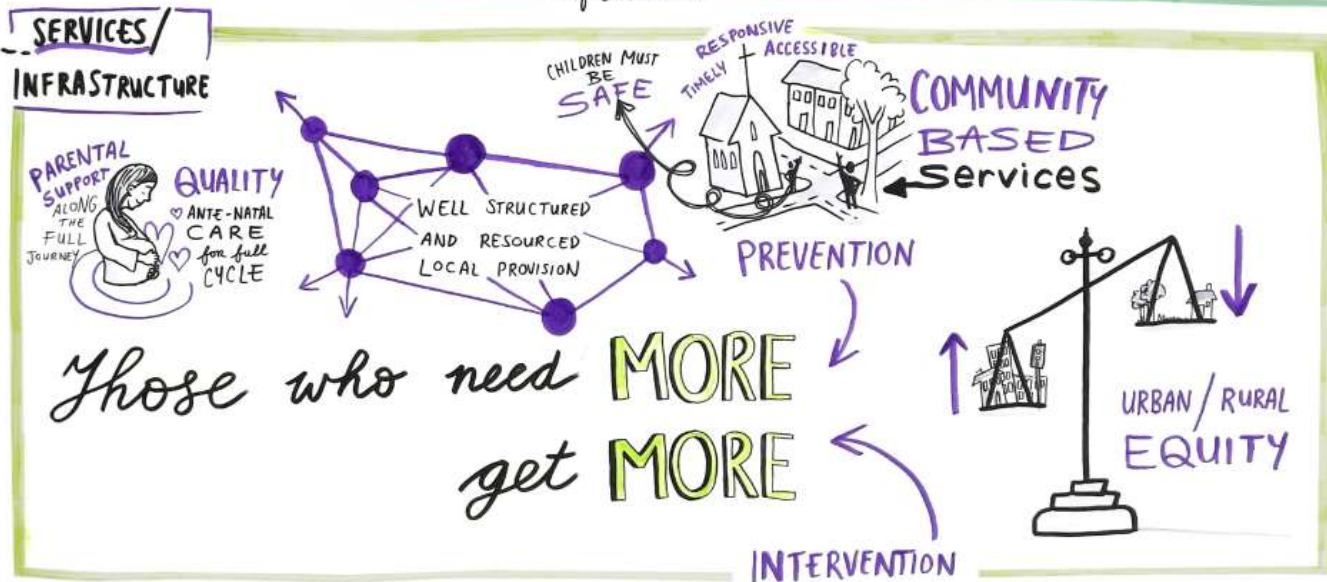 SERVICES/
INFRASTRUCTURE
PARENTAL
SUPPORT
ALONG
THE
FULL
JOURNEY
QUALITY
ANTE-NATAL
CARE
for full
CYCLE
WELL STRUCTURED
AND RESOURCED
LOCAL PROVISION
CHILDREN MUST
BE
SAFE
TIMELY
RESPONSIVE
ACCESSIBLE
COMMUNITY
BASED
Services
PREVENTION
Those who need MORE
get MORE
INTERVENTION
URBAN/RURAL
EQUITY